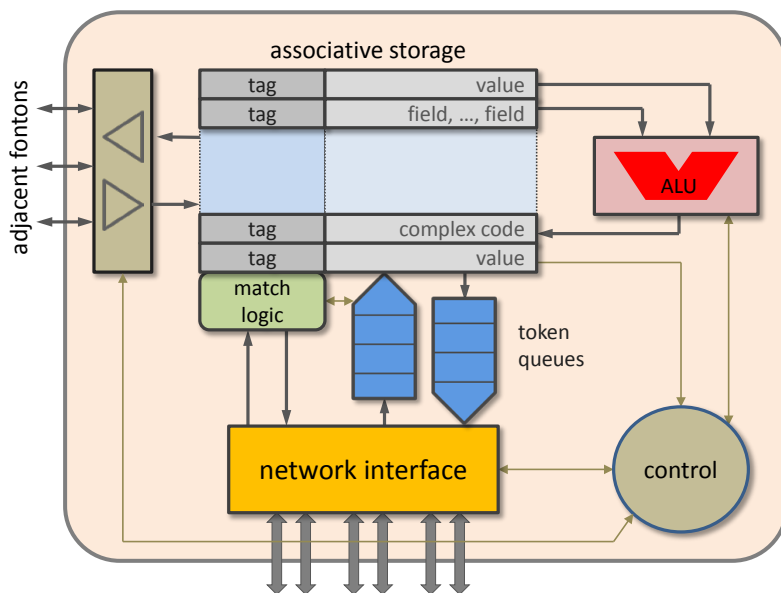 associative storage
tag value
tag field, ..., field
adjacent fontons
ALU
tag complex code
tag value
match
logic
token
queues
network interface
control